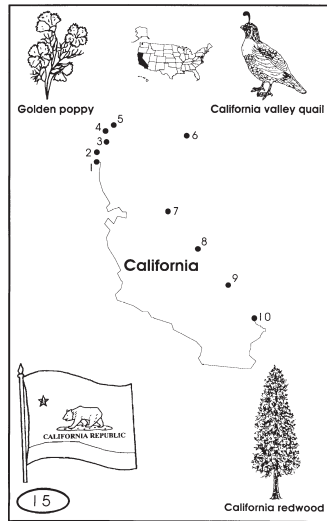 Golden poppy
California valley quail
5
4
6
3
2
1
7
8
California
9
10
CALIFORNIA REPUBLIC
15
California redwood